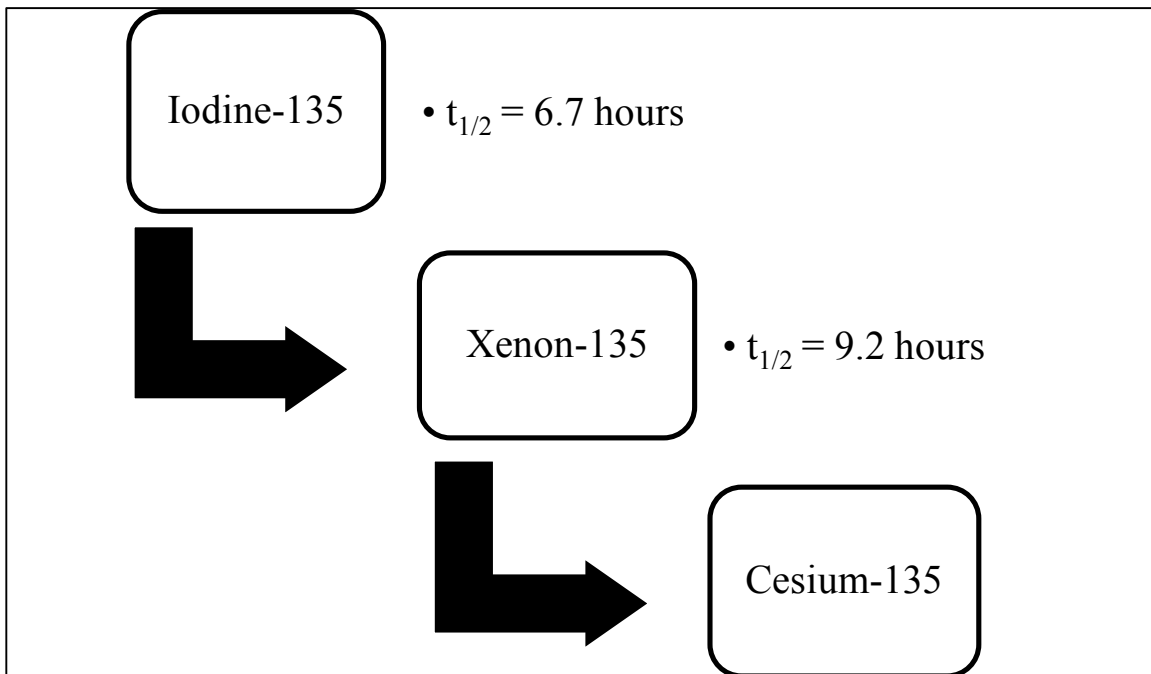 Iodine-135
• t1/2 = 6.7 hours
Xenon-135
• t1/2 = 9.2 hours
Cesium-135